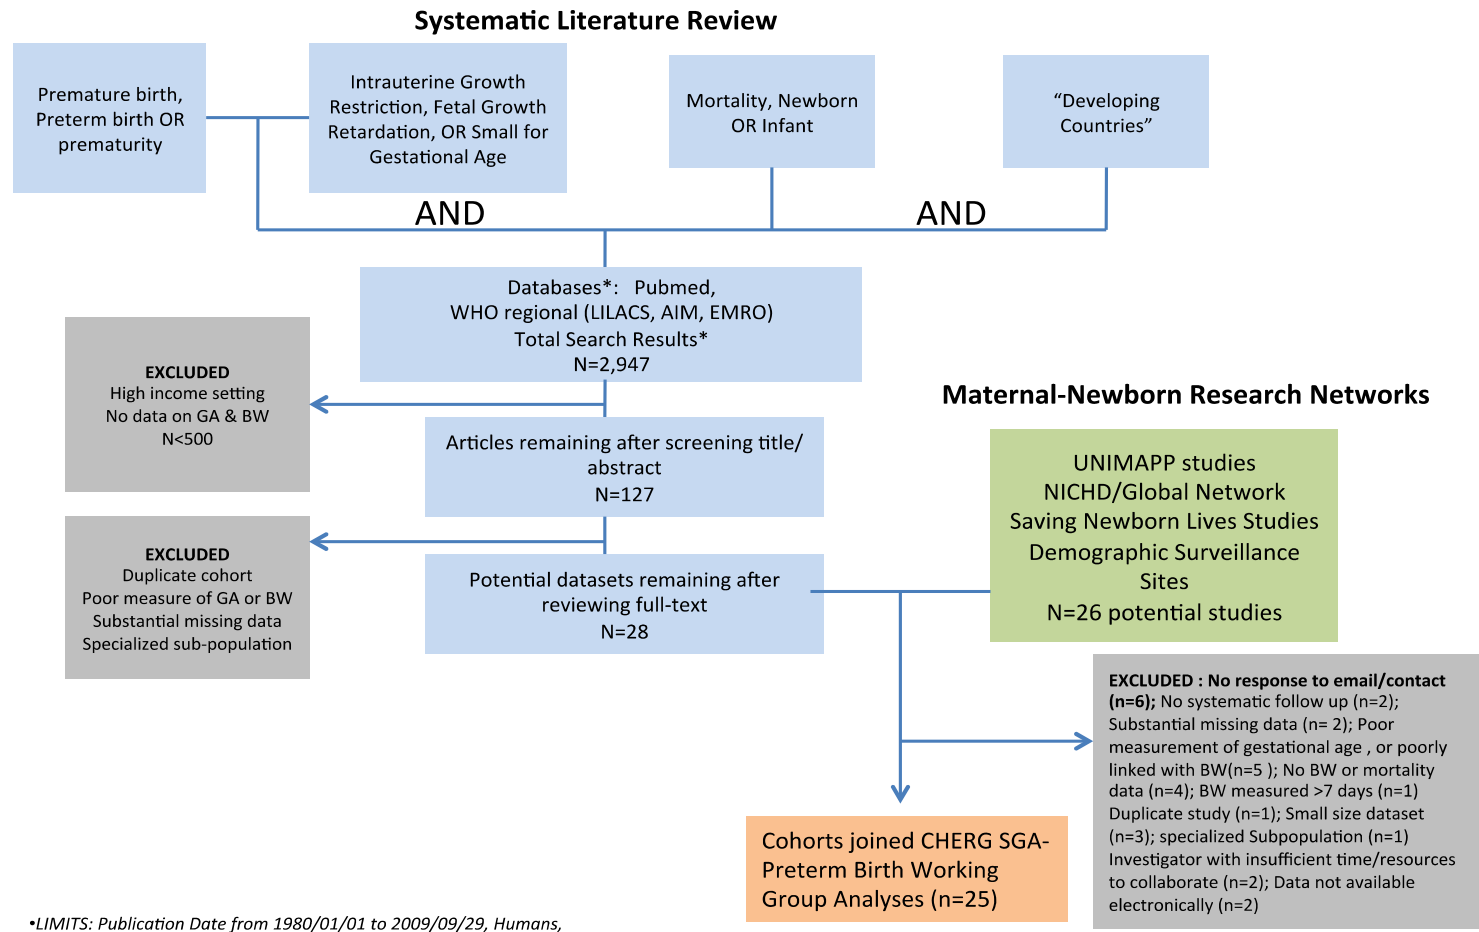 Systematic Literature Review
Premature birth,
Preterm birth OR
prematurity
Intrauterine Growth
Restriction, Fetal Growth
Retardation, OR Small for
Gestational Age
Mortality, Newborn
OR Infant
“Developing
Countries”
AND
AND
Databases*:   Pubmed,
WHO regional (LILACS, AIM, EMRO)
Total Search Results*
N=2,947
EXCLUDED
High income setting
No data on GA & BW
N<500
Articles remaining after screening title/
abstract
N=127
EXCLUDED
Duplicate cohort
Poor measure of GA or BW
Substantial missing data
Specialized sub-population
Potential datasets remaining after
reviewing full-text
N=28
Maternal-Newborn Research Networks
UNIMAPP studies
NICHD/Global Network
Saving Newborn Lives Studies
Demographic Surveillance
Sites
N=26 potential studies
EXCLUDED : No response to email/contact
(n=6); No systematic follow up (n=2);
Substantial missing data (n= 2); Poor
measurement of gestational age , or poorly
linked with BW(n=5 ); No BW or mortality
data (n=4); BW measured >7 days (n=1)
Duplicate study (n=1); Small size dataset
(n=3); specialized Subpopulation (n=1)
Investigator with insufficient time/resources
to collaborate (n=2); Data not available
electronically (n=2)
Cohorts joined CHERG SGA-
Preterm Birth Working
Group Analyses (n=25)
•LIMITS: Publication Date from 1980/01/01 to 2009/09/29, Humans,